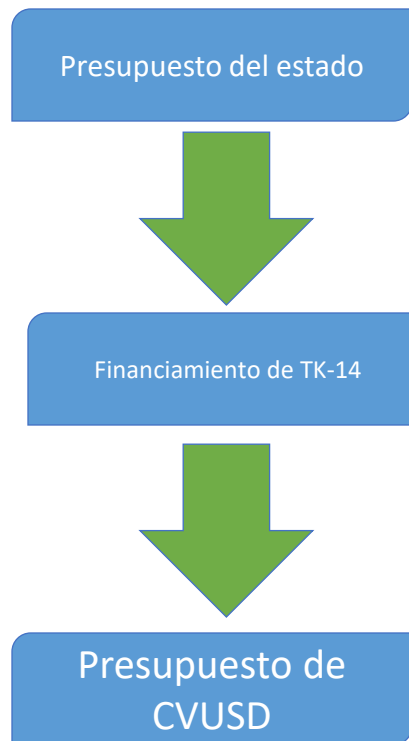 Presupuesto del estado
Financiamiento de TK-14
Presupuesto de
CVUSD